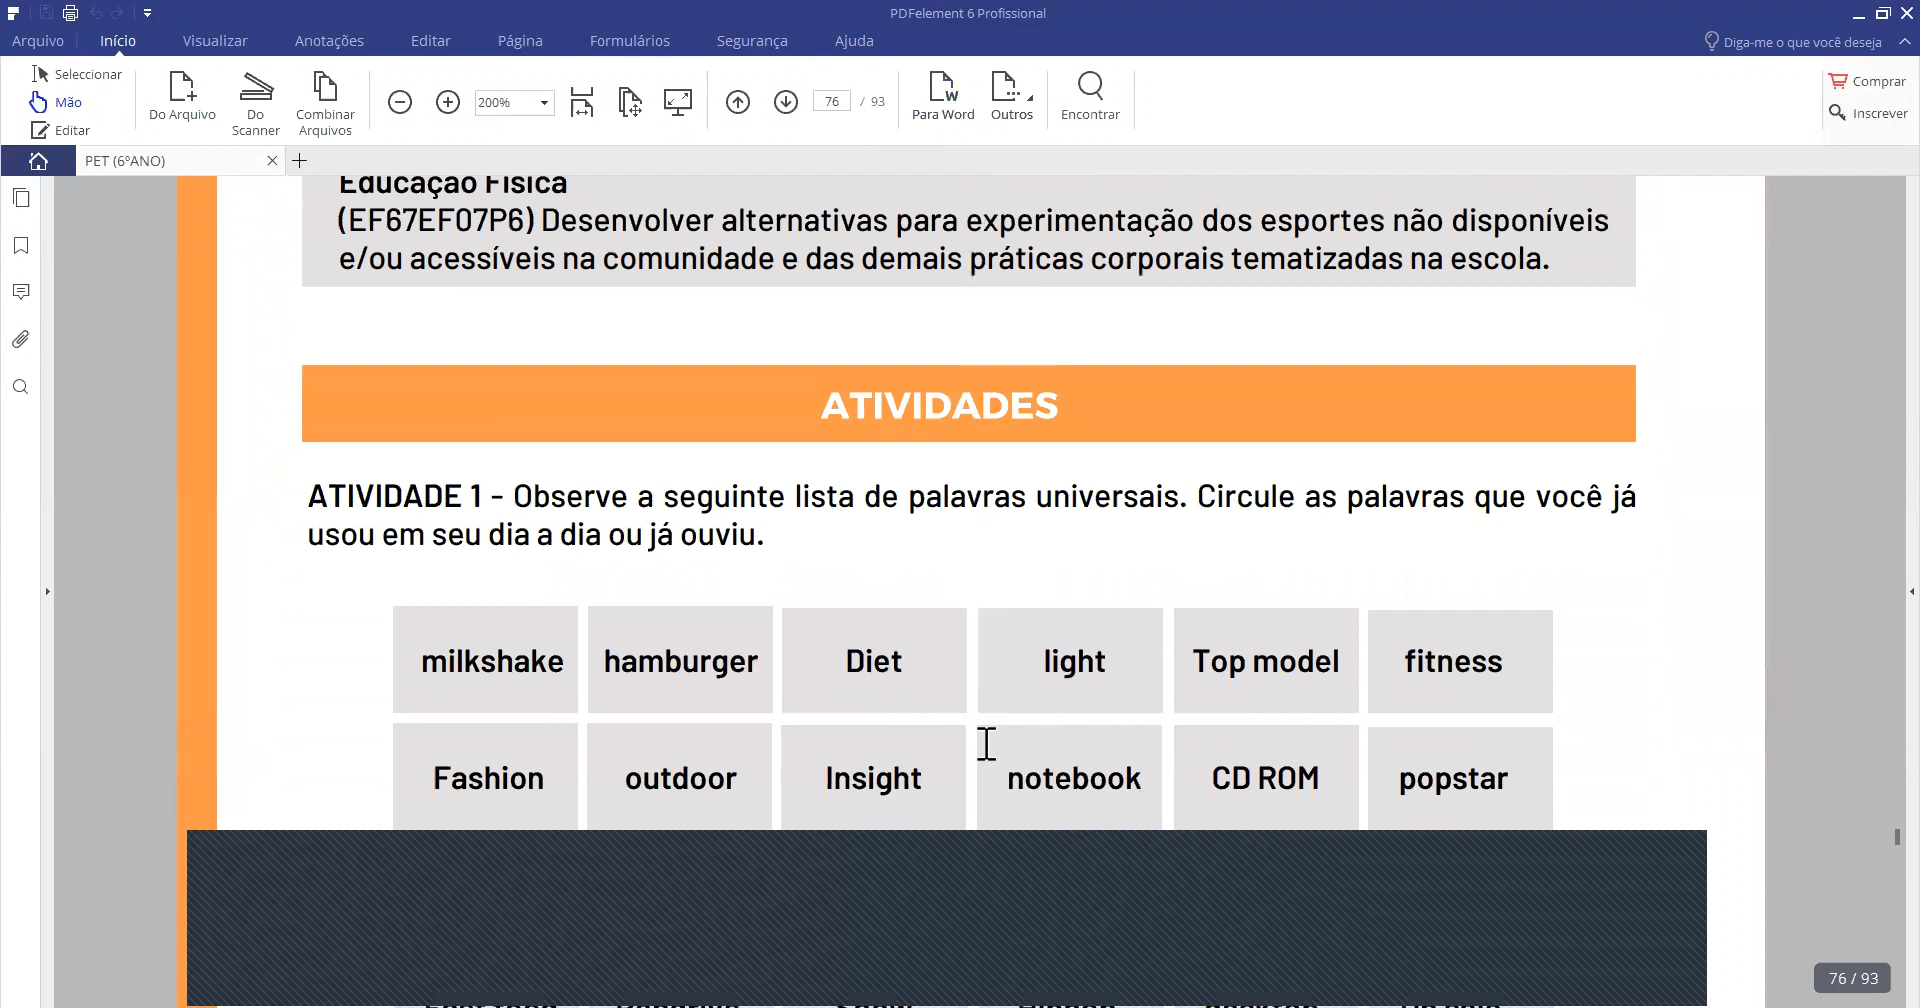 PDFelement 6 Profissional
Arquivo Início Visualizar Anotações Editar Página Formulários Segurança Ajuda Diga-me o que você deseja
Seleccionar
Mão
Editar
Do Arquivo
Do Scanner
Combinar Arquivos
200%
76 / 93
Para Word
Outros
Encontrar
Comprar
Inscrever
PET (6ºANO)
Educação Física
(EF67EF07P6) Desenvolver alternativas para experimentação dos esportes não disponíveis
e/ou acessíveis na comunidade e das demais práticas corporais tematizadas na escola.
ATIVIDADES
ATIVIDADE 1 - Observe a seguinte lista de palavras universais. Circule as palavras que você já
usou em seu dia a dia ou já ouviu.
milkshake hamburger Diet light Top model fitness
Fashion outdoor Insight notebook CD ROM popstar
76 / 93